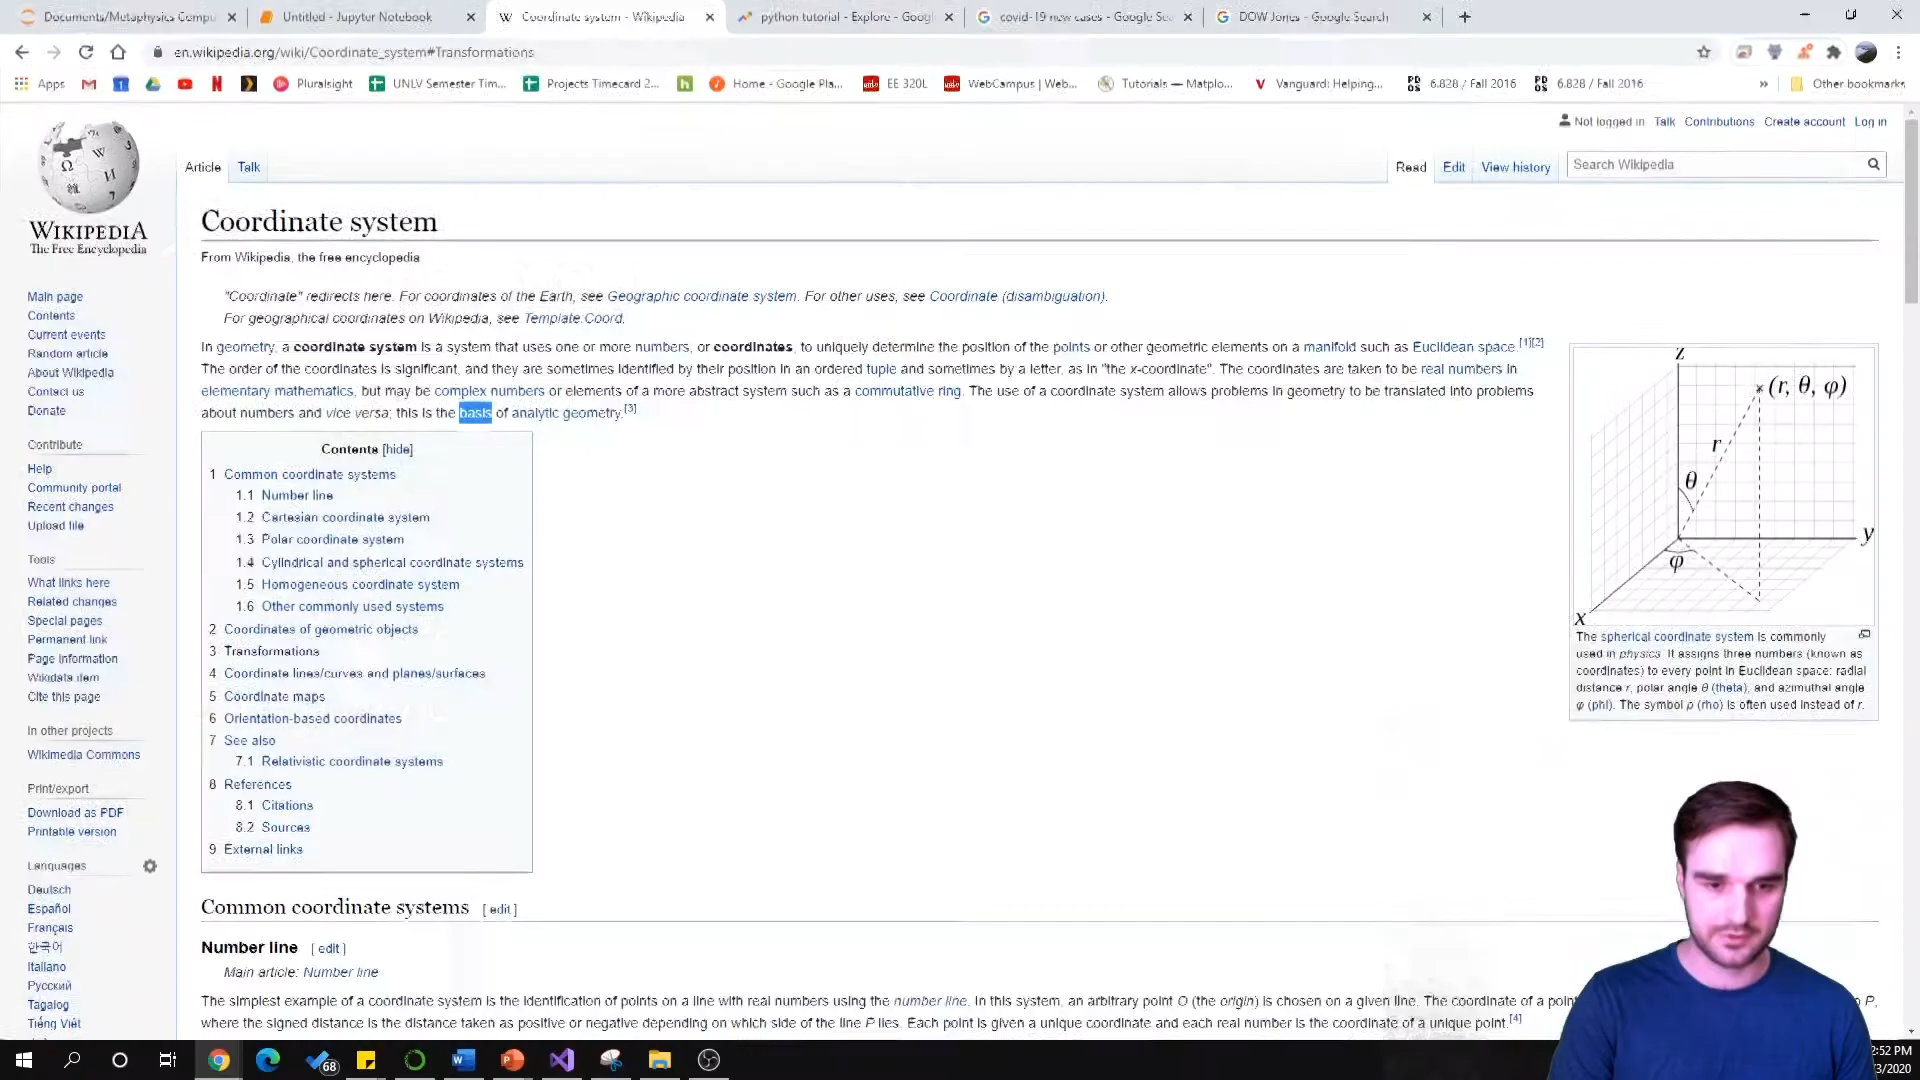 Documents/Metaphysics Compu
Untitled - Jupyter Notebook
Coordinate system - Wikipedia
python tutorial - Explore - Googl
covid-19 new cases - Google Sea
DOW Jones - Google Search
en.wikipedia.org/wiki/Coordinate_system#Transformations
Apps
Pluralsight
UNLV Semester Tim...
Projects Timecard 2...
Home - Google Pla...
EE 320L
WebCampus | Web...
Tutorials — Matplo...
Vanguard: Helping...
6.828 / Fall 2016
6.828 / Fall 2016
Other bookmarks
Not logged in Talk Contributions Create account Log in
Article Talk Read Edit View history Search Wikipedia
WIKIPEDIA
The Free Encyclopedia
Main page
Contents
Current events
Random article
About Wikipedia
Contact us
Donate
Contribute
Help
Community portal
Recent changes
Upload file
Tools
What links here
Related changes
Special pages
Permanent link
Page information
Wikidata item
Cite this page
In other projects
Wikimedia Commons
Print/export
Download as PDF
Printable version
Languages
Deutsch
Español
Français
한국어
Italiano
Русский
Tagalog
Tiếng Việt
Coordinate system
From Wikipedia, the free encyclopedia
"Coordinate" redirects here. For coordinates of the Earth, see Geographic coordinate system. For other uses, see Coordinate (disambiguation).
For geographical coordinates on Wikipedia, see Template:Coord.
In geometry, a coordinate system is a system that uses one or more numbers, or coordinates, to uniquely determine the position of the points or other geometric elements on a manifold such as Euclidean space.[1][2]
The order of the coordinates is significant, and they are sometimes identified by their position in an ordered tuple and sometimes by a letter, as in "the x-coordinate". The coordinates are taken to be real numbers in
elementary mathematics, but may be complex numbers or elements of a more abstract system such as a commutative ring. The use of a coordinate system allows problems in geometry to be translated into problems
about numbers and vice versa; this is the basis of analytic geometry.[3]
Contents [hide]
1 Common coordinate systems
1.1 Number line
1.2 Cartesian coordinate system
1.3 Polar coordinate system
1.4 Cylindrical and spherical coordinate systems
1.5 Homogeneous coordinate system
1.6 Other commonly used systems
2 Coordinates of geometric objects
3 Transformations
4 Coordinate lines/curves and planes/surfaces
5 Coordinate maps
6 Orientation-based coordinates
7 See also
7.1 Relativistic coordinate systems
8 References
8.1 Citations
8.2 Sources
9 External links
z
(r, θ, φ)
r
θ
y
φ
x
The spherical coordinate system is commonly
used in physics. It assigns three numbers (known as
coordinates) to every point in Euclidean space: radial
distance r, polar angle θ (theta), and azimuthal angle
φ (phi). The symbol ρ (rho) is often used instead of r.
Common coordinate systems [ edit ]
Number line [ edit ]
Main article: Number line
The simplest example of a coordinate system is the identification of points on a line with real numbers using the number line. In this system, an arbitrary point O (the origin) is chosen on a given line. The coordinate of a poin P,
where the signed distance is the distance taken as positive or negative depending on which side of the line P lies. Each point is given a unique coordinate and each real number is the coordinate of a unique point.[4]
68
2:52 PM
/3/2020